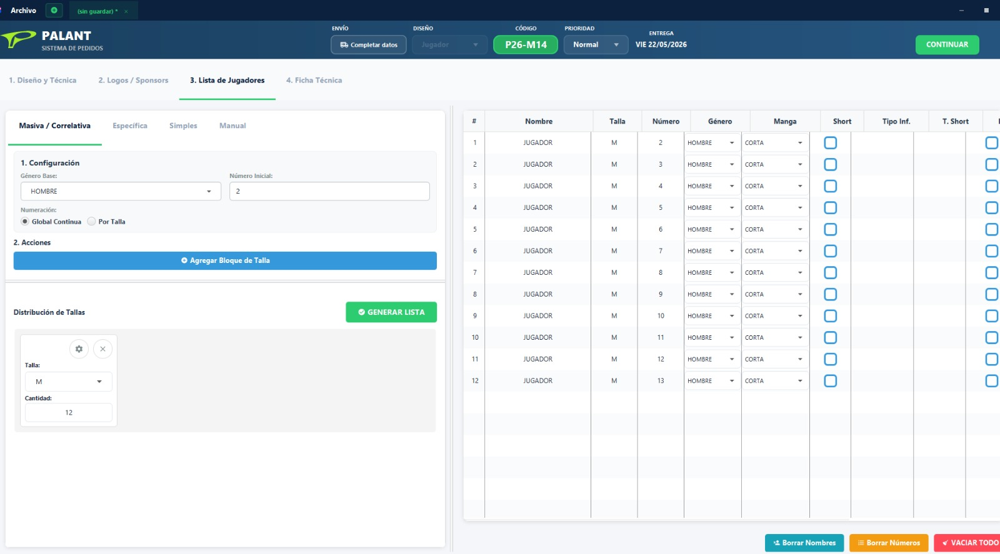 Archivo
(sin guardar) * ×
PALANT
SISTEMA DE PEDIDOS
ENVÍO DISEÑO CÓDIGO PRIORIDAD ENTREGA
Completar datos Jugador P26-M14 Normal VIE 22/05/2026 CONTINUAR
1. Diseño y Técnica 2. Logos / Sponsors 3. Lista de Jugadores 4. Ficha Técnica
Masiva / Correlativa Específica Simples Manual
1. Configuración
Género Base: Número Inicial:
HOMBRE 2
Numeración:
Global Continua Por Talla
2. Acciones
Agregar Bloque de Talla
Distribución de Tallas GENERAR LISTA
Talla:
M
Cantidad:
12
# Nombre Talla Número Género Manga Short Tipo Inf. T. Short
1 JUGADOR M 2 HOMBRE CORTA
2 JUGADOR M 3 HOMBRE CORTA
3 JUGADOR M 4 HOMBRE CORTA
4 JUGADOR M 5 HOMBRE CORTA
5 JUGADOR M 6 HOMBRE CORTA
6 JUGADOR M 7 HOMBRE CORTA
7 JUGADOR M 8 HOMBRE CORTA
8 JUGADOR M 9 HOMBRE CORTA
9 JUGADOR M 10 HOMBRE CORTA
10 JUGADOR M 11 HOMBRE CORTA
11 JUGADOR M 12 HOMBRE CORTA
12 JUGADOR M 13 HOMBRE CORTA
Borrar Nombres Borrar Números VACIAR TODO